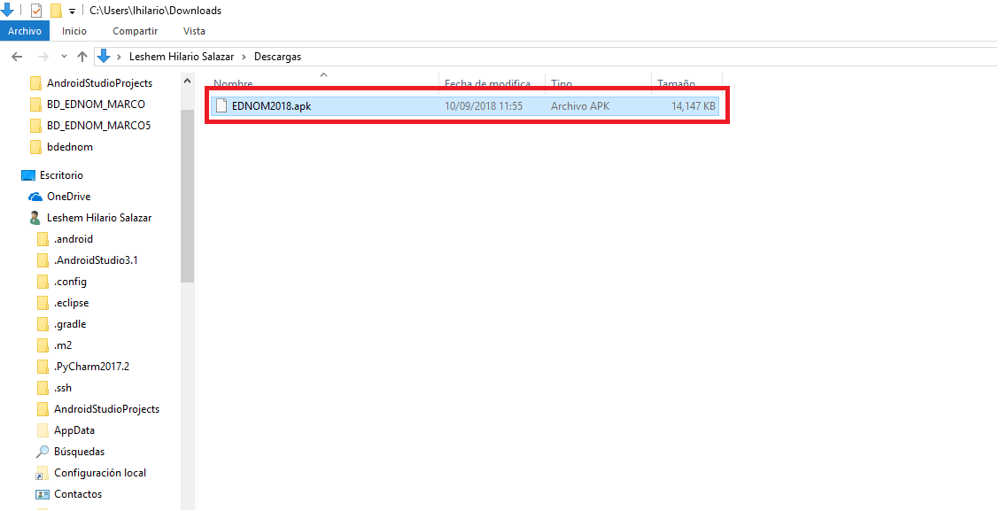 C:\Users\lhilario\Downloads
Archivo Inicio Compartir Vista
Leshem Hilario Salazar > Descargas
Nombre Fecha de modifica... Tipo Tamaño
EDNOM2018.apk 10/09/2018 11:55 Archivo APK 14,147 KB
AndroidStudioProjects
BD_EDNOM_MARCO
BD_EDNOM_MARCO5
bdednom
Escritorio
OneDrive
Leshem Hilario Salazar
.android
.AndroidStudio3.1
.config
.eclipse
.gradle
.m2
.PyCharm2017.2
.ssh
AndroidStudioProjects
AppData
Búsquedas
Configuración local
Contactos